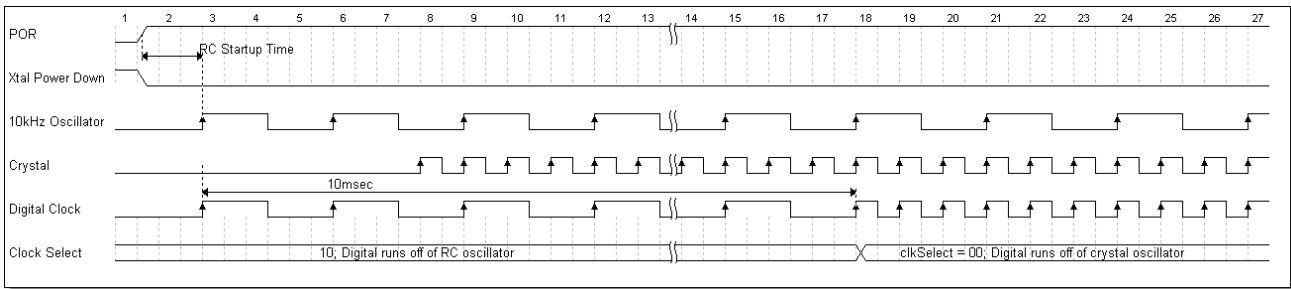 1 2 3 4 5 6 7 8 9 10 11 12 13 14 15 16 17 18 19 20 21 22 23 24 25 26 27
POR
RC Startup Time
Xtal Power Down
10kHz Oscillator
Crystal
10msec
Digital Clock
Clock Select 10; Digital runs off of RC oscillator clkSelect = 00; Digital runs off of crystal oscillator